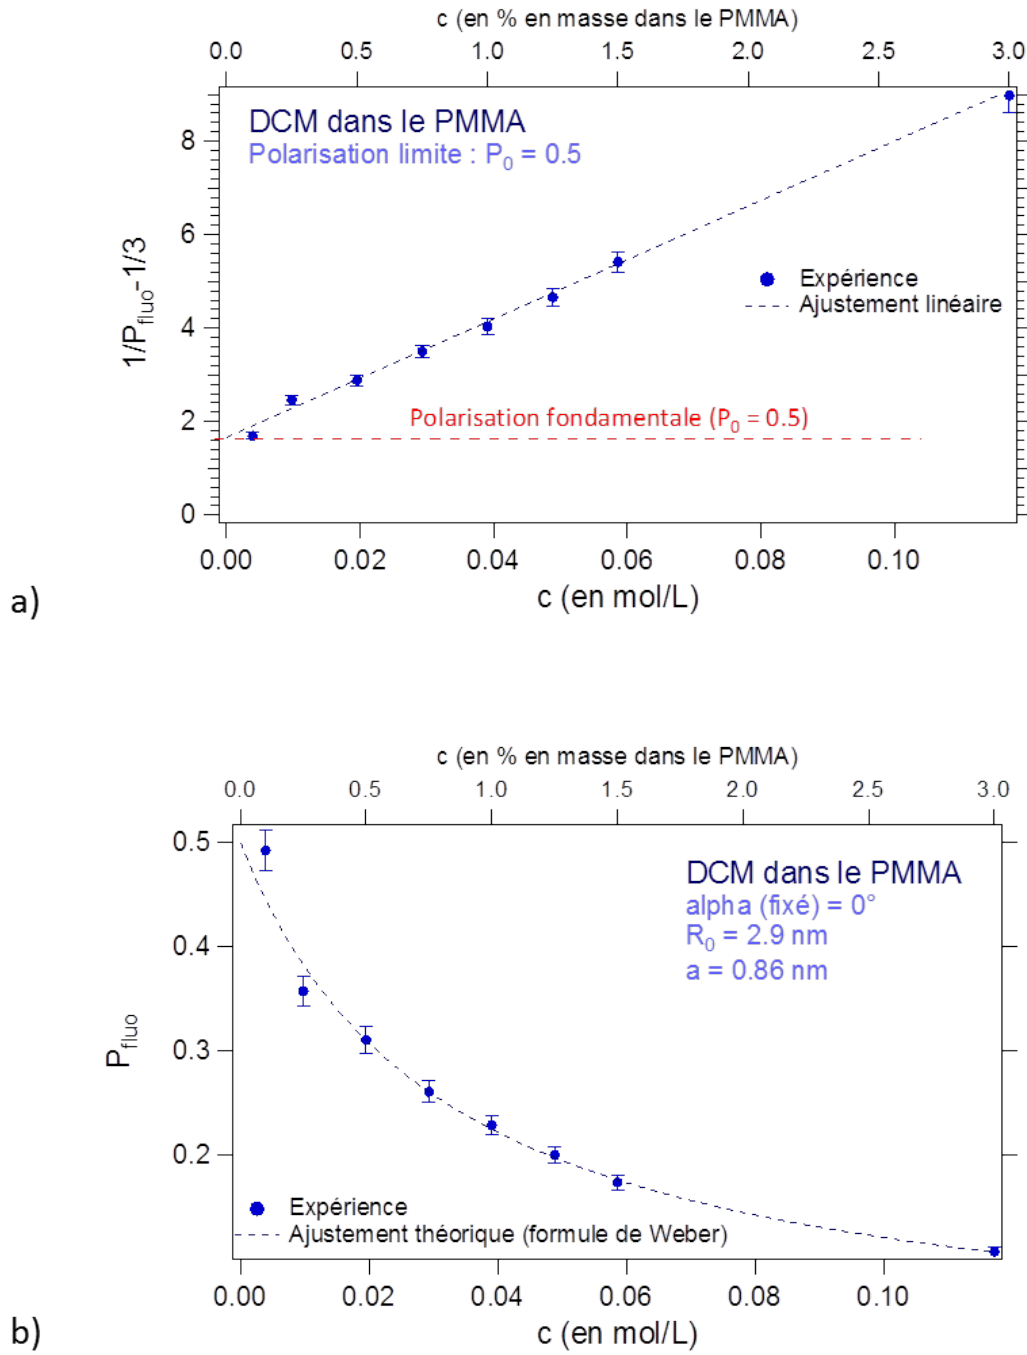 c (en % en masse dans le PMMA)
0.0 0.5 1.0 1.5 2.0 2.5 3.0
DCM dans le PMMA
Polarisation limite : P₀ = 0.5
8
6
4
2
0
1/Pfluo-1/3
Expérience
Ajustement linéaire
Polarisation fondamentale (P₀ = 0.5)
0.00 0.02 0.04 0.06 0.08 0.10
c (en mol/L)
a)
c (en % en masse dans le PMMA)
0.0 0.5 1.0 1.5 2.0 2.5 3.0
DCM dans le PMMA
alpha (fixé) = 0°
R₀ = 2.9 nm
a = 0.86 nm
0.5
0.4
0.3
0.2
Pfluo
Expérience
Ajustement théorique (formule de Weber)
0.00 0.02 0.04 0.06 0.08 0.10
c (en mol/L)
b)